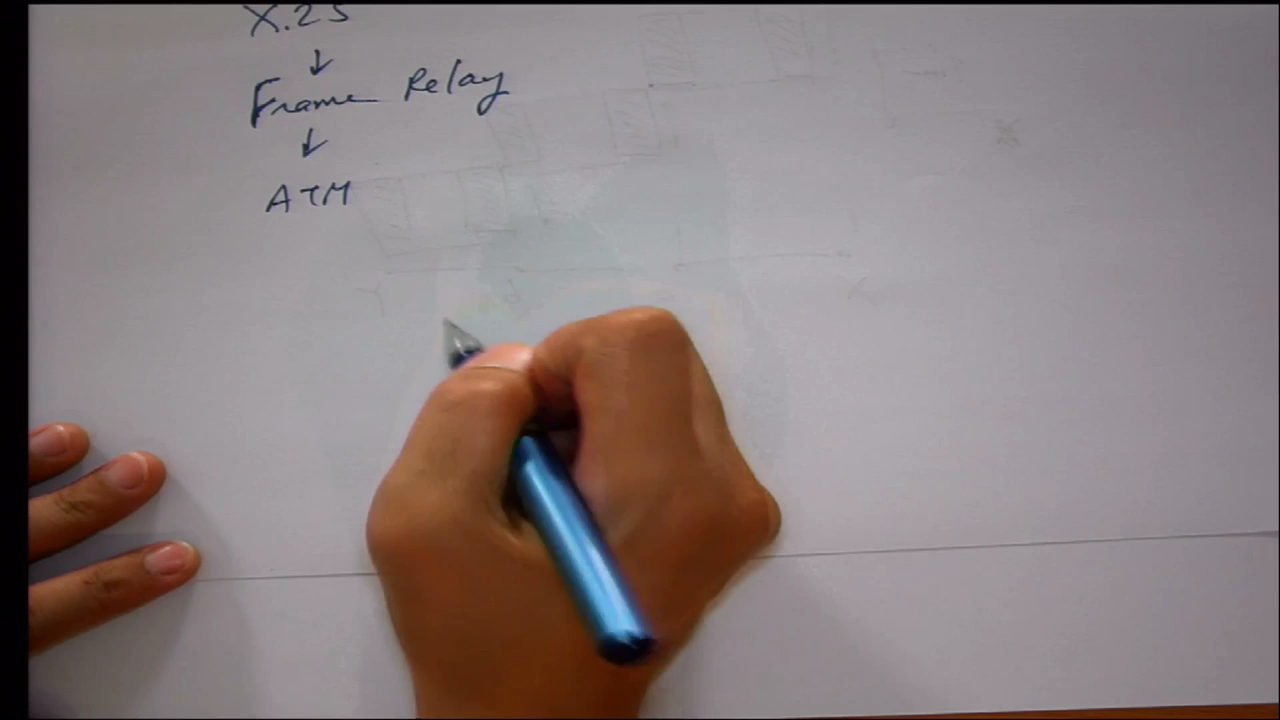 X.25
↓
Frame Relay
↓
ATM